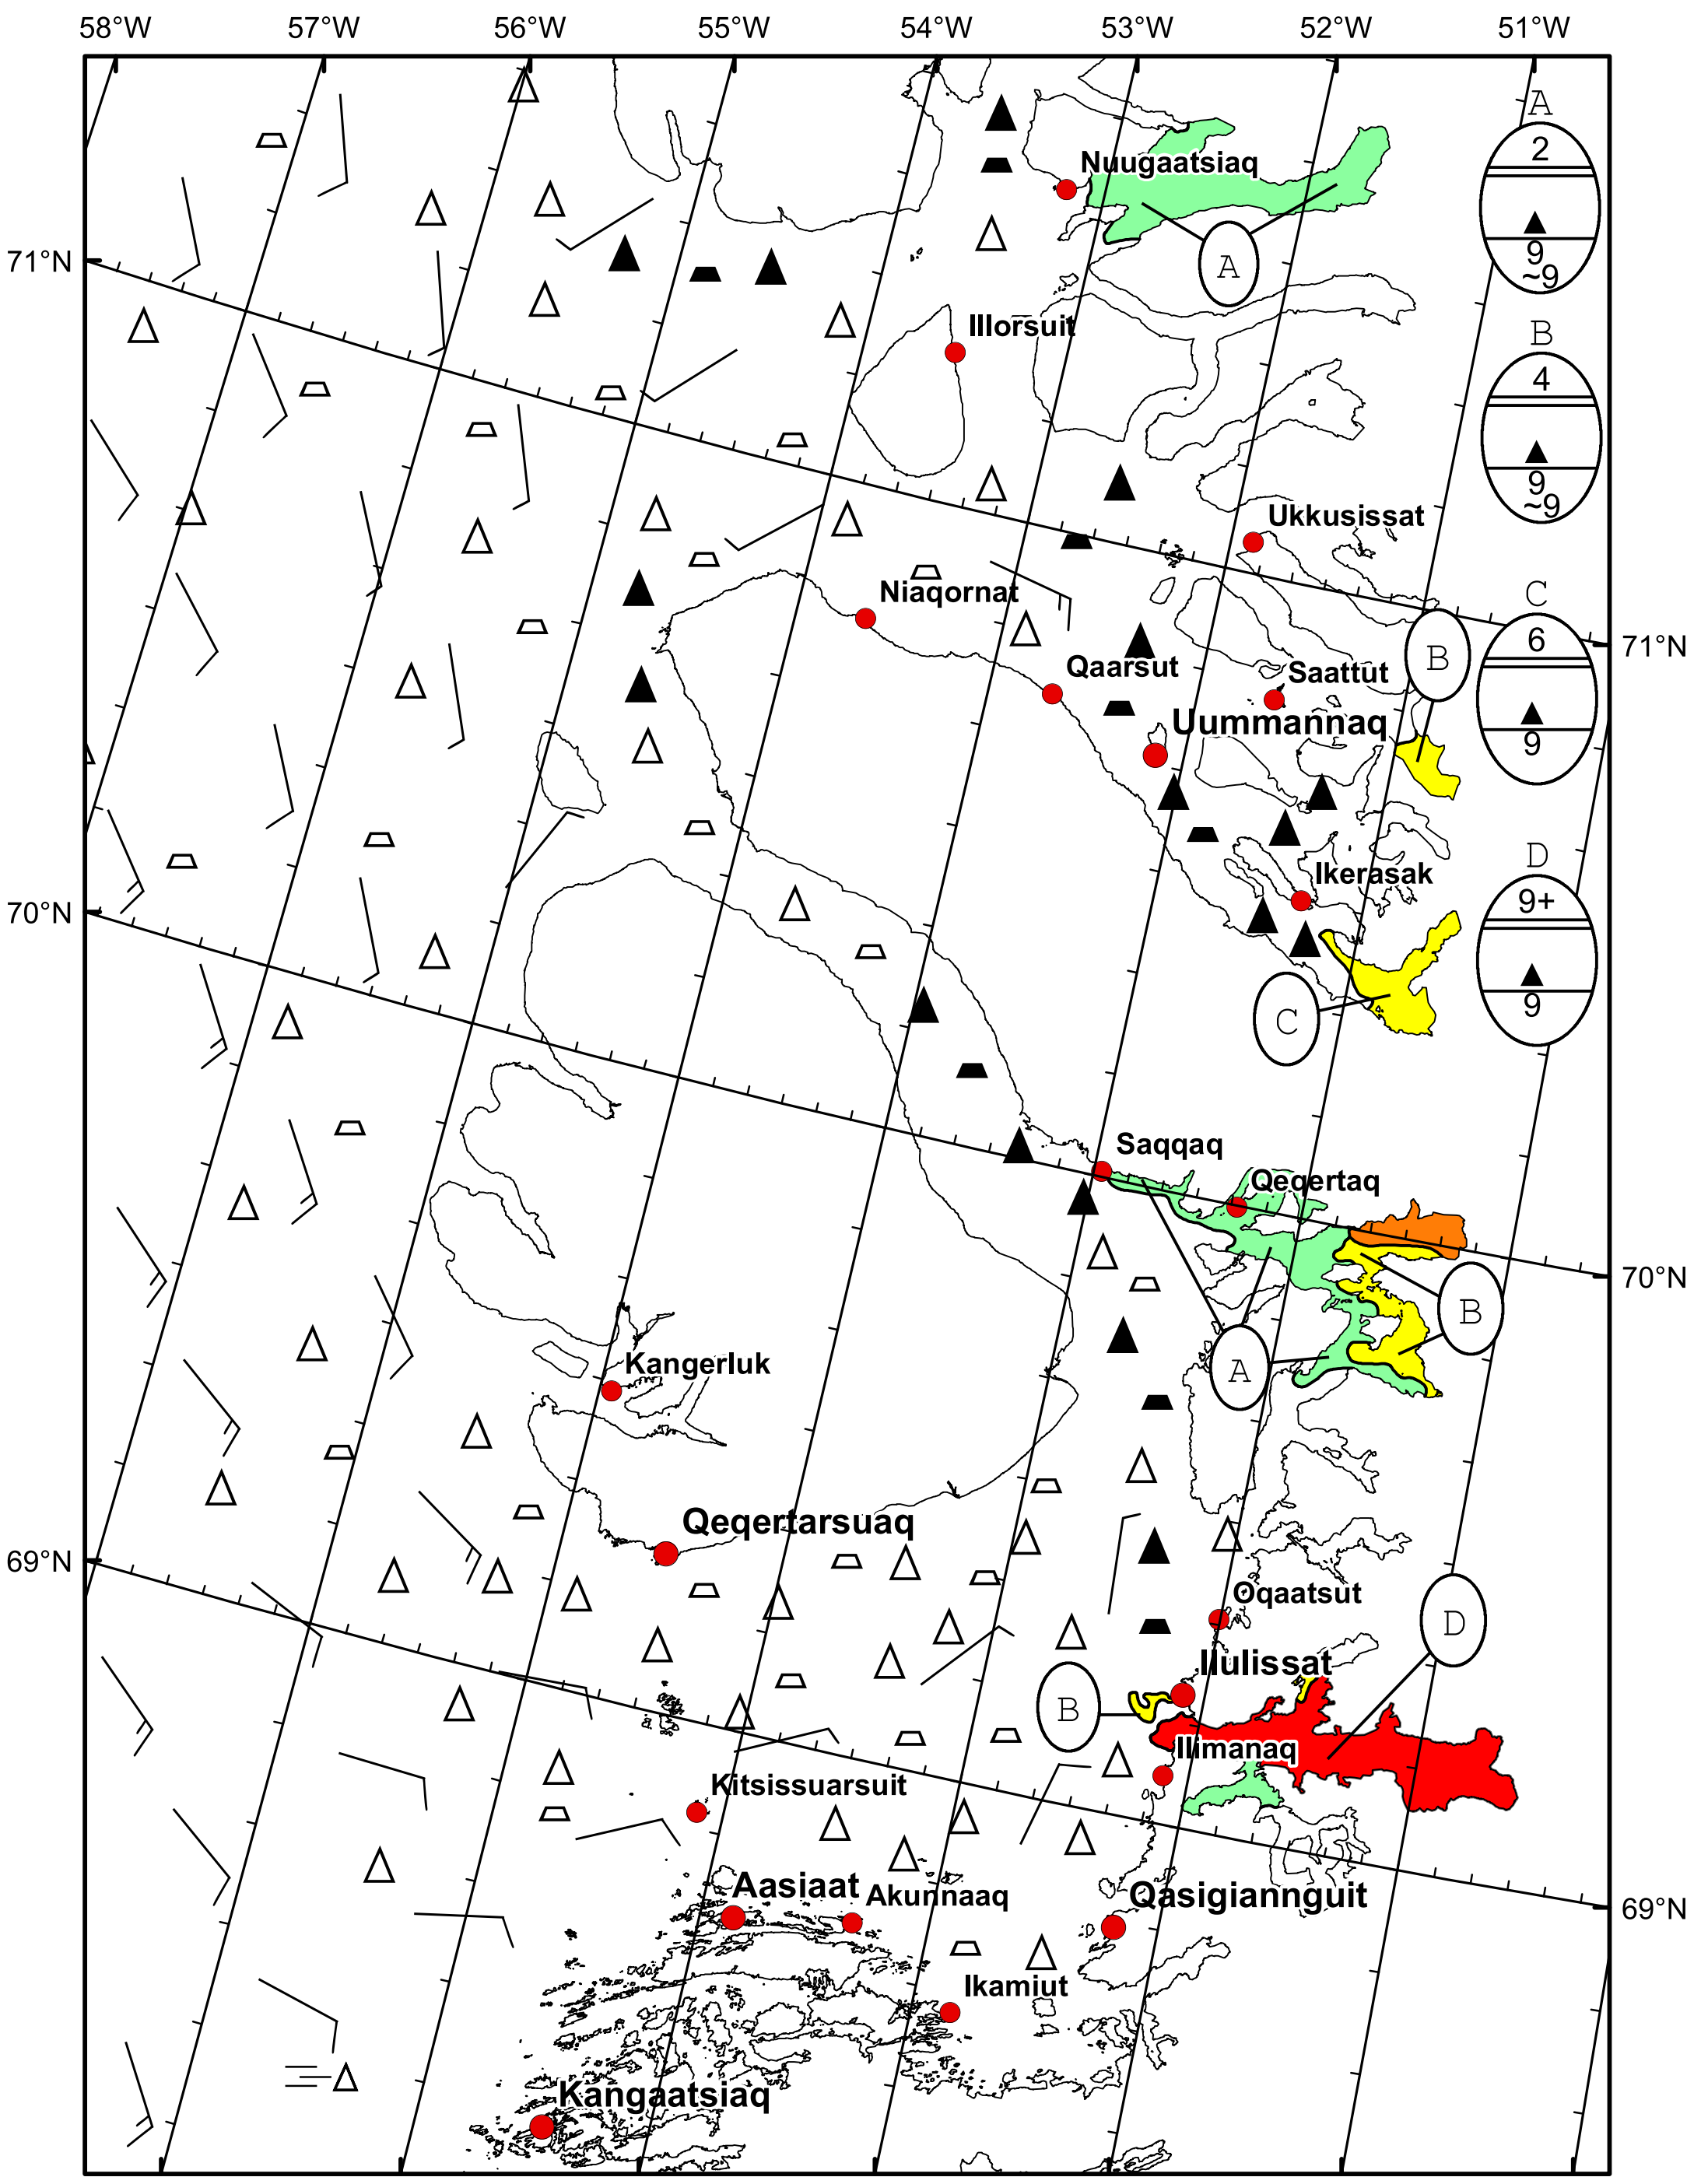 58°W 57°W 56°W 55°W 54°W 53°W 52°W 51°W
A
2
9
~9
Nuugaatsiaq
A
71°N
Illorsuit
B
4
9
~9
Ukkusissat
Niaqornat
C
6
9
B
71°N
Qaarsut
Saattut
Uummannaq
D
9+
9
Ikerasak
70°N
C
Saqqaq
Qeqertaq
70°N
B
A
Kangerluk
Qeqertarsuaq
69°N
Oqaatsut
D
Ilulissat
B
Ilimanaq
Kitsissuarsuit
Aasiaat
Akunnaaq
Qasigiannguit
69°N
Ikamiut
Kangaatsiaq